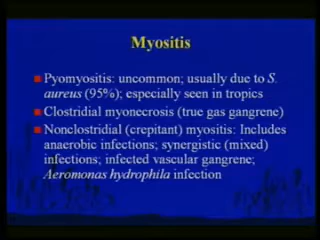 Myositis
Pyomyositis: uncommon; usually due to S.
aureus (95%); especially seen in tropics
Clostridial myonecrosis (true gas gangrene)
Nonclostridial (crepitant) myositis: Includes
anaerobic infections; synergistic (mixed)
infections; infected vascular gangrene;
Aeromonas hydrophila infection